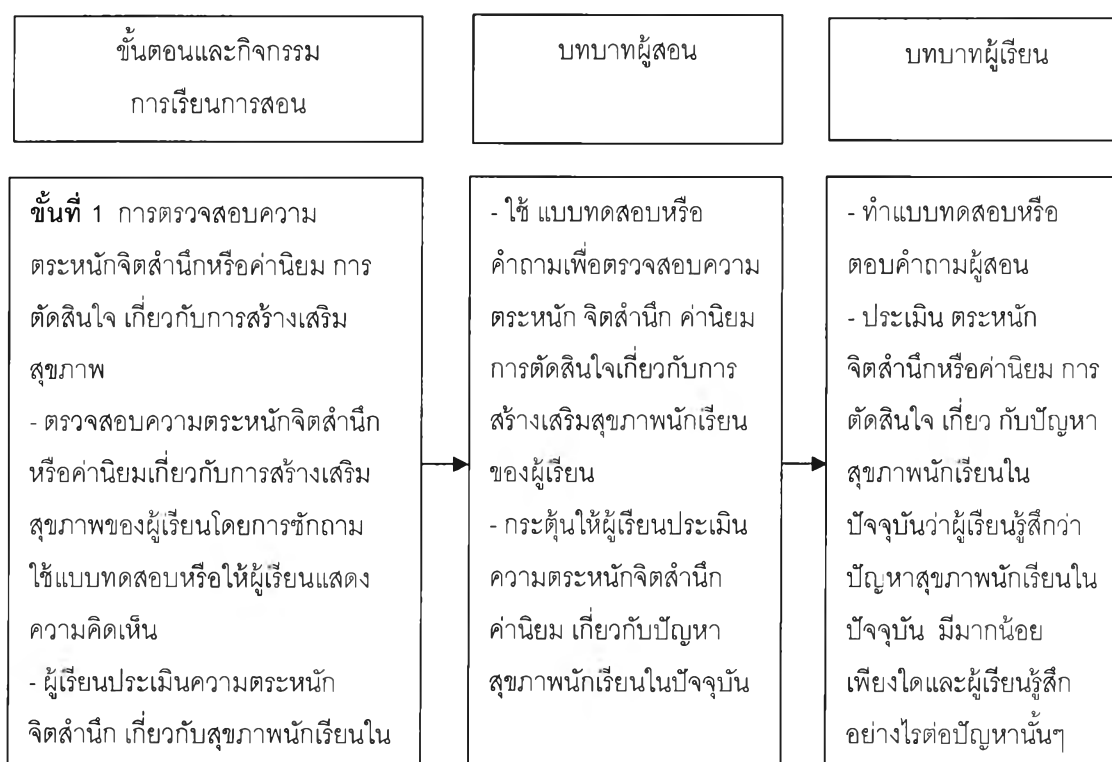 ขั้นตอนและกิจกรรม
การเรียนการสอน
บทบาทผู้สอน
บทบาทผู้เรียน
ขั้นที่ 1 การตรวจสอบความ
ตระหนักจิตสำนึกหรือค่านิยม การ
ตัดสินใจ เกี่ยวกับการสร้างเสริม
สุขภาพ
- ตรวจสอบความตระหนักจิตสำนึก
หรือค่านิยมเกี่ยวกับการสร้างเสริม
สุขภาพของผู้เรียนโดยการซักถาม
ใช้แบบทดสอบหรือให้ผู้เรียนแสดง
ความคิดเห็น
- ผู้เรียนประเมินความตระหนัก
จิตสำนึก เกี่ยวกับสุขภาพนักเรียนใน
- ใช้ แบบทดสอบหรือ
คำถามเพื่อตรวจสอบความ
ตระหนัก จิตสำนึก ค่านิยม
การตัดสินใจเกี่ยวกับการ
สร้างเสริมสุขภาพนักเรียน
ของผู้เรียน
- กระตุ้นให้ผู้เรียนประเมิน
ความตระหนักจิตสำนึก
ค่านิยม เกี่ยวกับปัญหา
สุขภาพนักเรียนในปัจจุบัน
- ทำแบบทดสอบหรือ
ตอบคำถามผู้สอน
- ประเมิน ตระหนัก
จิตสำนึกหรือค่านิยม การ
ตัดสินใจ เกี่ยว กับปัญหา
สุขภาพนักเรียนใน
ปัจจุบันว่าผู้เรียนรู้สึกว่า
ปัญหาสุขภาพนักเรียนใน
ปัจจุบัน มีมากน้อย
เพียงใดและผู้เรียนรู้สึก
อย่างไรต่อปัญหานั้นๆ